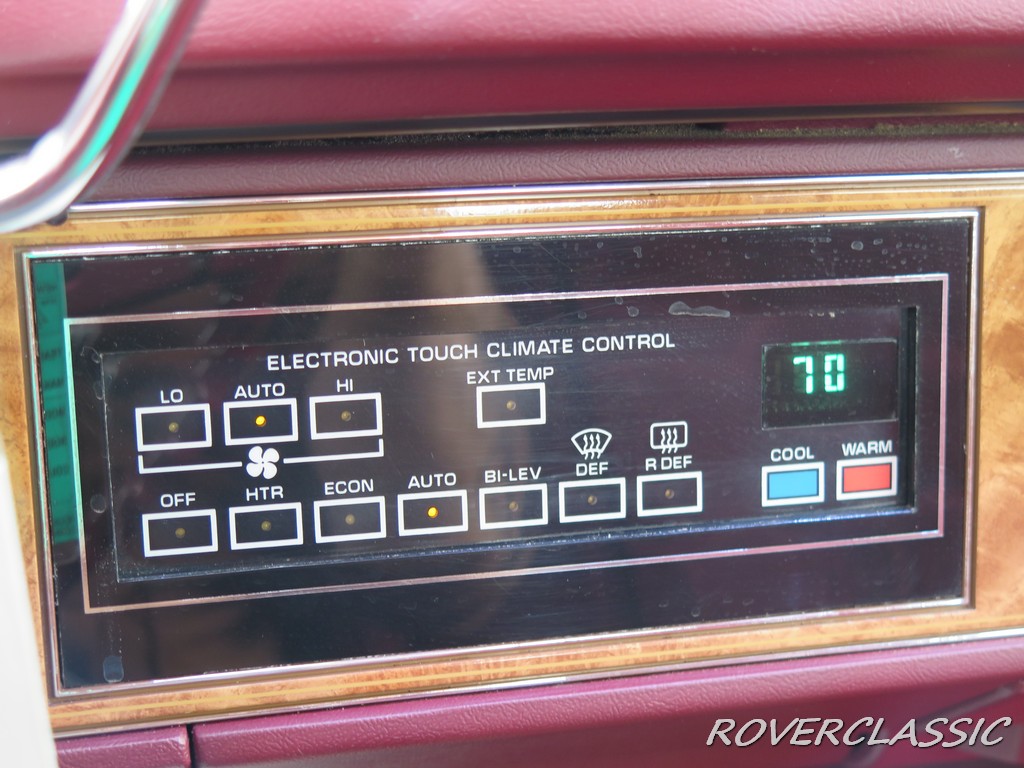 ELECTRONIC TOUCH CLIMATE CONTROL
LO AUTO HI EXT TEMP
70
OFF HTR ECON AUTO BI-LEV DEF R DEF COOL WARM
ROVERCLASSIC